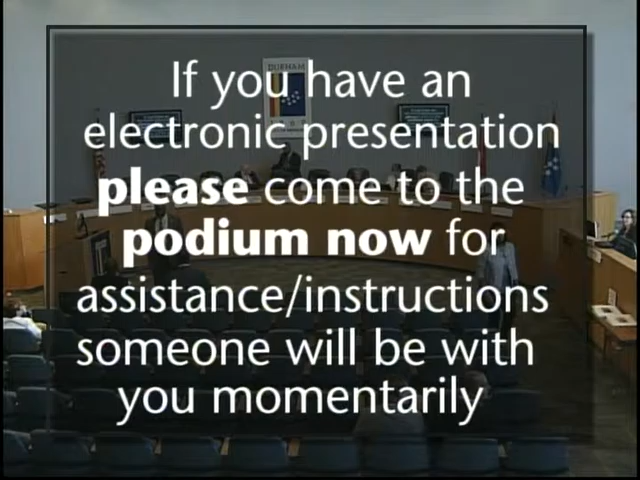 DURHAM
If you have an
electronic presentation
please come to the
podium now for
assistance/instructions
someone will be with
you momentarily